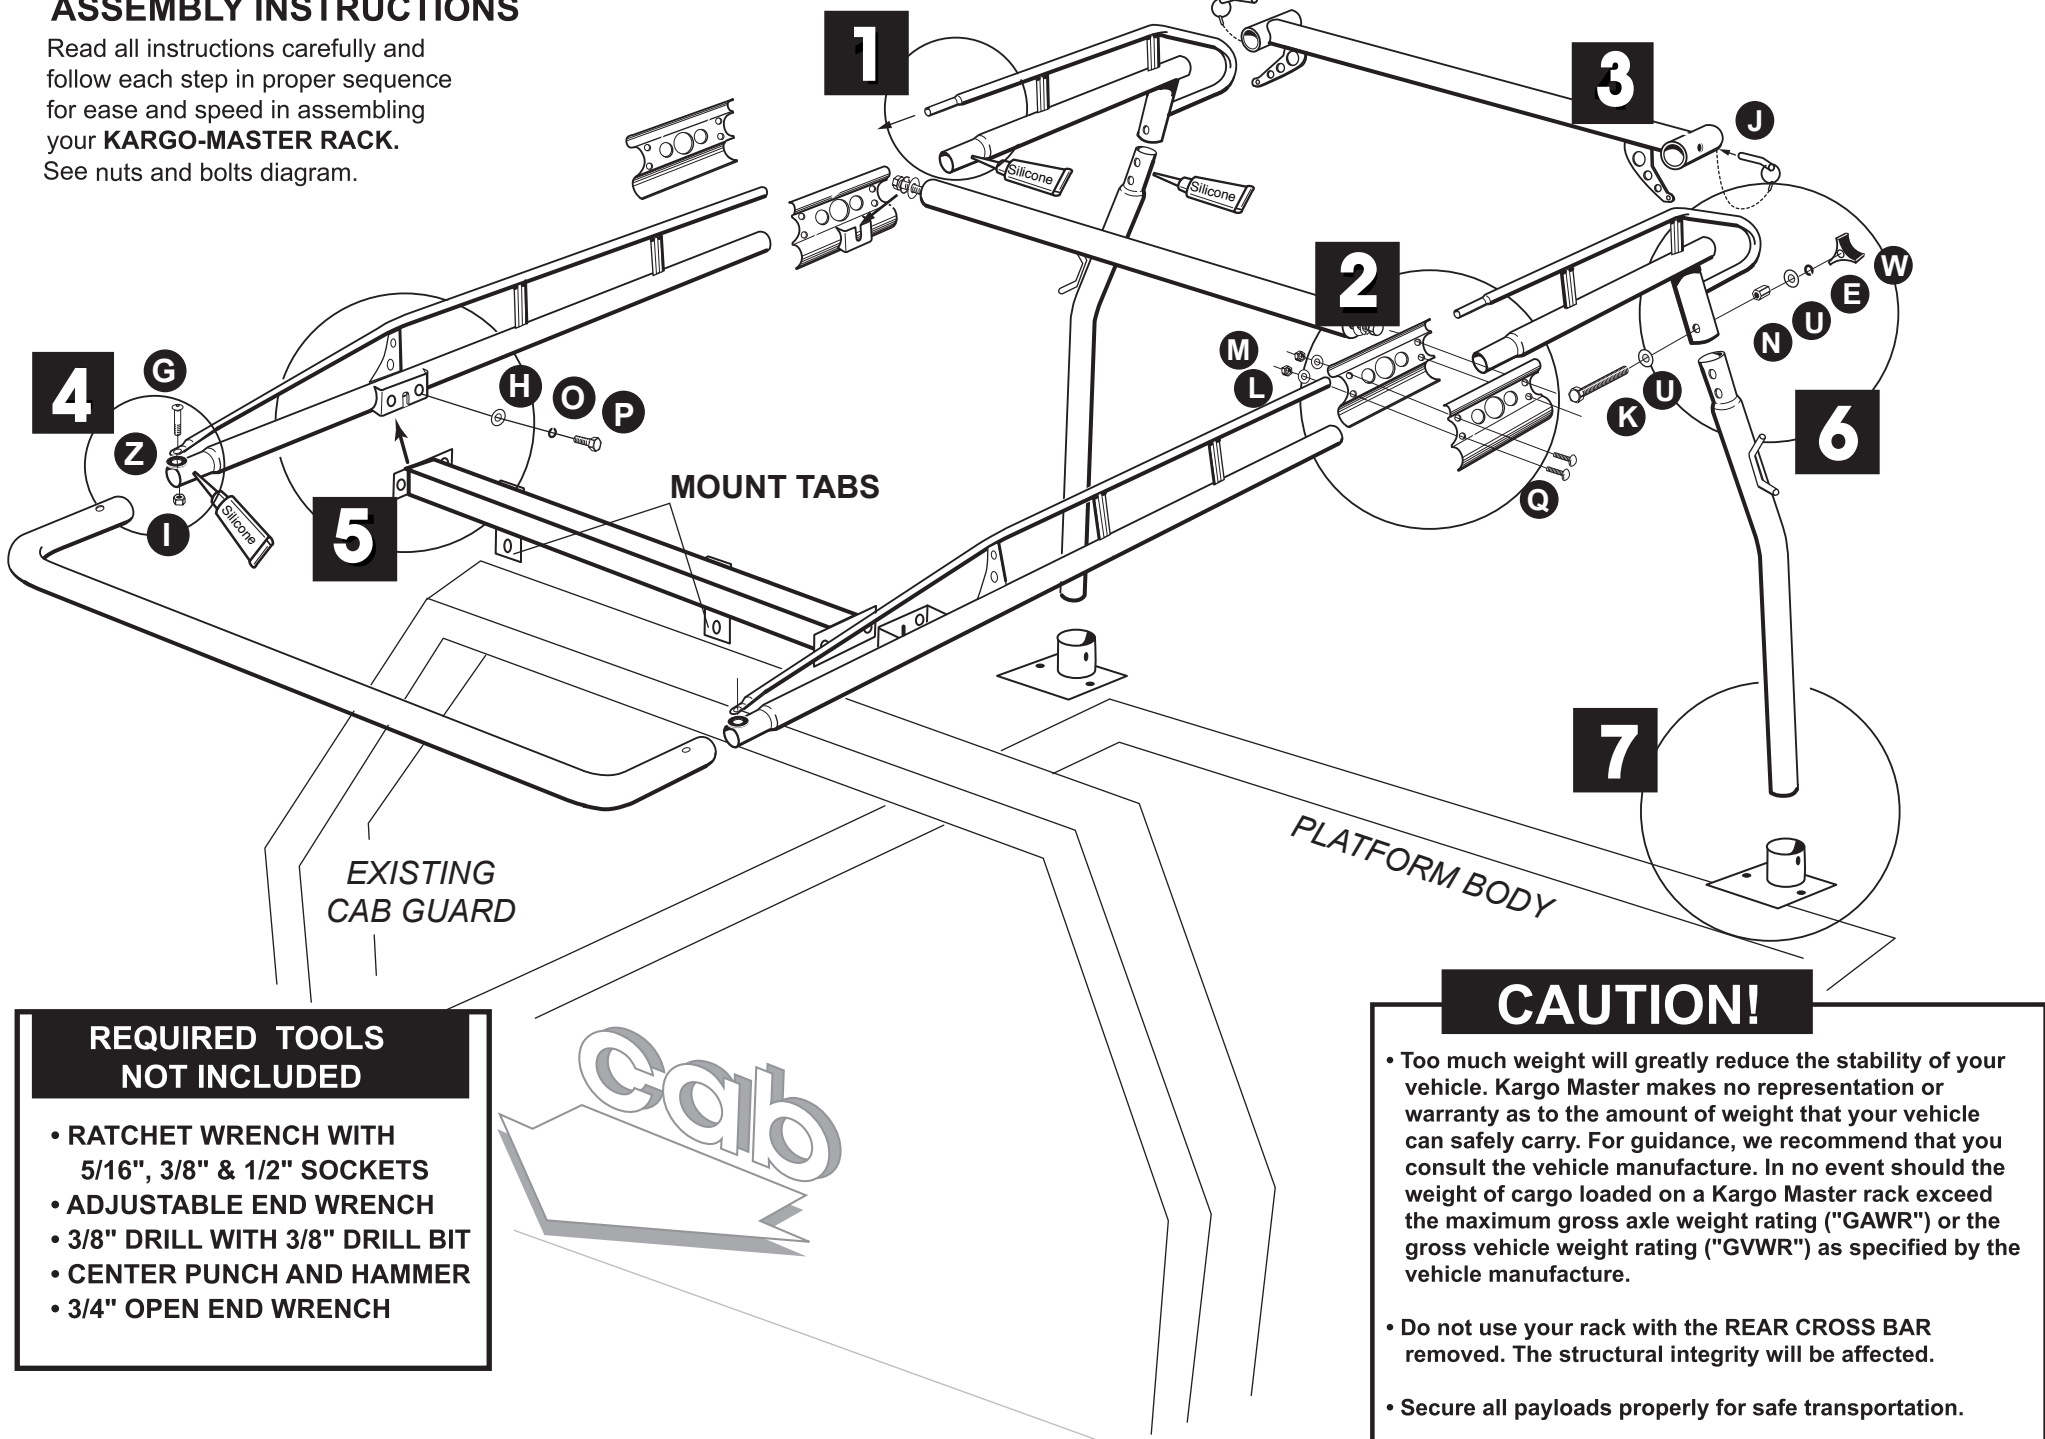 ASSEMBLY INSTRUCTIONS
Read all instructions carefully and
follow each step in proper sequence
for ease and speed in assembling
your KARGO-MASTER RACK.
See nuts and bolts diagram.
1
3
J
Silicone
Silicone
2
W
E
U
N
M
L
U
K
6
4
G
H
O
P
Z
I
Silicone
5
MOUNT TABS
Q
7
EXISTING
CAB GUARD
PLATFORM BODY
cab
REQUIRED TOOLS
NOT INCLUDED
• RATCHET WRENCH WITH
5/16", 3/8" & 1/2" SOCKETS
• ADJUSTABLE END WRENCH
• 3/8" DRILL WITH 3/8" DRILL BIT
• CENTER PUNCH AND HAMMER
• 3/4" OPEN END WRENCH
CAUTION!
• Too much weight will greatly reduce the stability of your
vehicle. Kargo Master makes no representation or
warranty as to the amount of weight that your vehicle
can safely carry. For guidance, we recommend that you
consult the vehicle manufacture. In no event should the
weight of cargo loaded on a Kargo Master rack exceed
the maximum gross axle weight rating ("GAWR") or the
gross vehicle weight rating ("GVWR") as specified by the
vehicle manufacture.
• Do not use your rack with the REAR CROSS BAR
removed. The structural integrity will be affected.
• Secure all payloads properly for safe transportation.